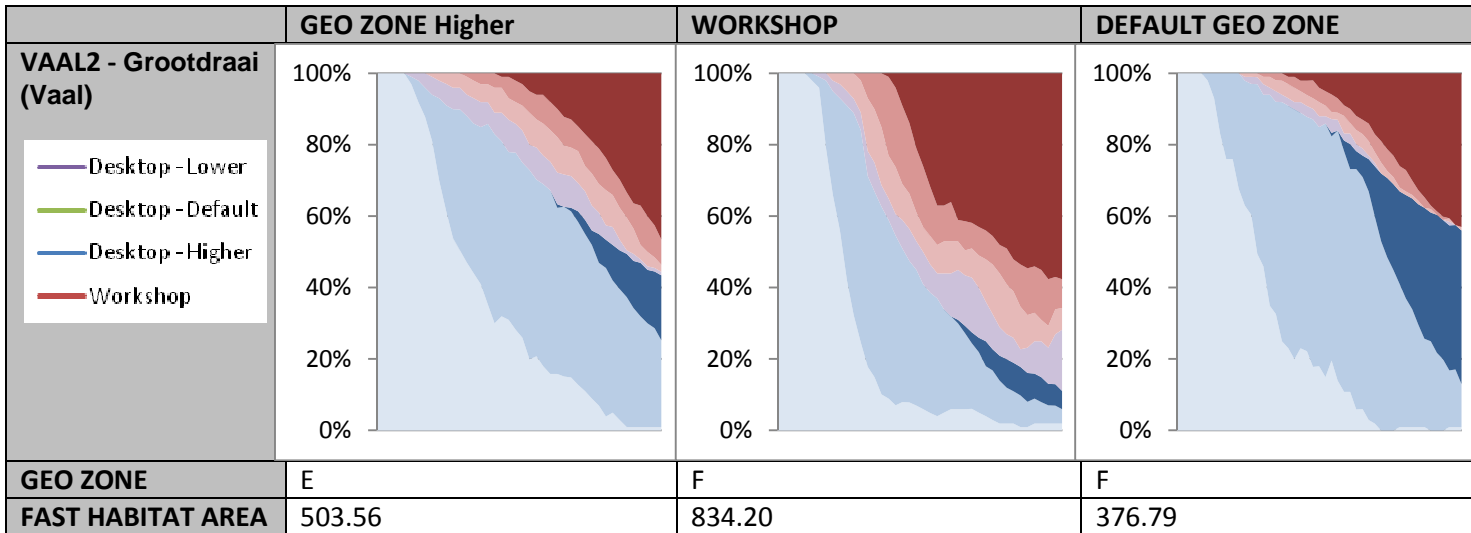 GEO ZONE Higher
WORKSHOP
DEFAULT GEO ZONE
VAAL2 - Grootdraai
(Vaal)
Desktop - Lower
Desktop - Default
Desktop - Higher
Workshop
100%
80%
60%
40%
20%
0%
100%
80%
60%
40%
20%
0%
100%
80%
60%
40%
20%
0%
GEO ZONE
E
F
F
FAST HABITAT AREA
503.56
834.20
376.79